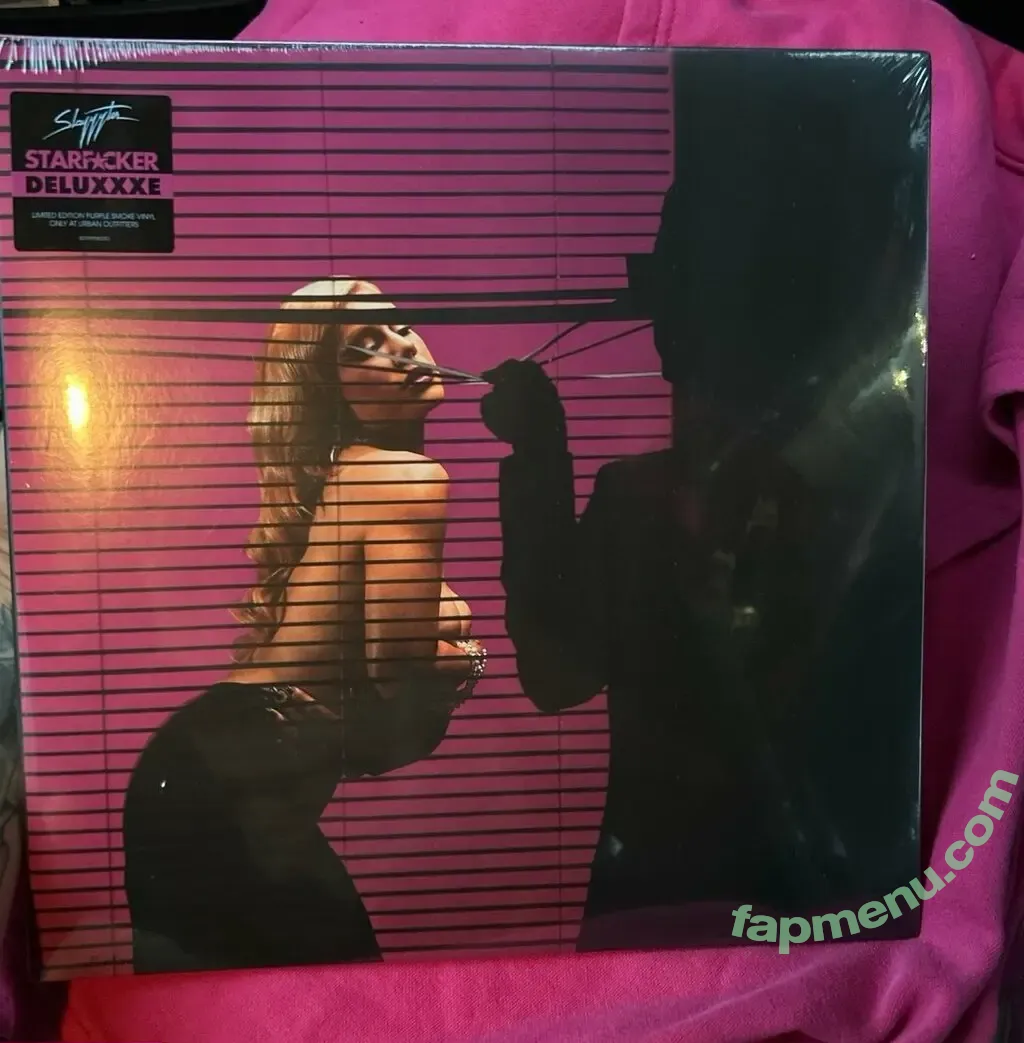 Slayyyter
STARF★CKER
DELUXXXE
LIMITED EDITION PURPLE SMOKE VINYL
ONLY AT URBAN OUTFITTERS
fapmenu.com